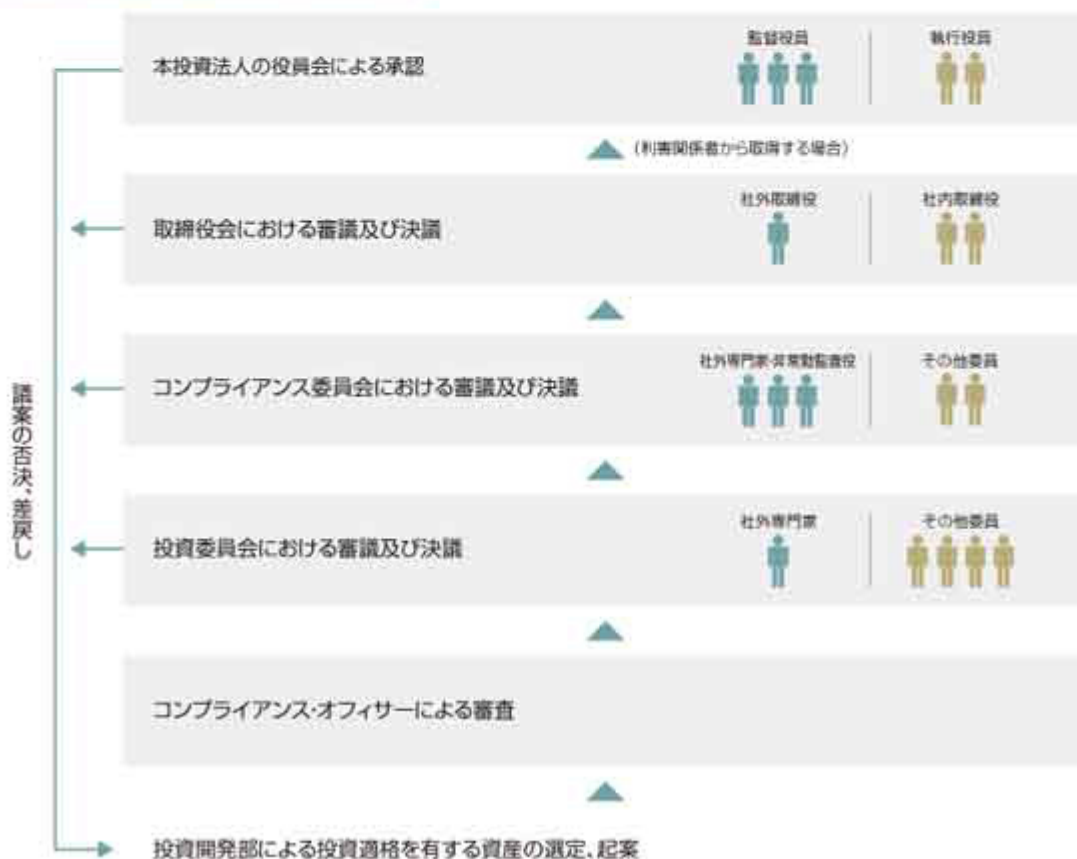 本投資法人の役員会による承認
監督役員
執行役員
(利害関係者から取得する場合)
取締役会における審議及び決議
社外取締役
社内取締役
コンプライアンス委員会における審議及び決議
社外専門家・非常勤監査役
その他委員
投資委員会における審議及び決議
社外専門家
その他委員
コンプライアンス・オフィサーによる審査
投資開発部による投資適格を有する資産の選定、起案
議案の否決、差戻し